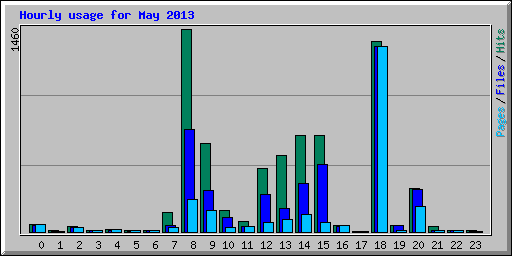 Hourly usage for May 2013
1460
Pages/Files/Hits
0 1 2 3 4 5 6 7 8 9 10 11 12 13 14 15 16 17 18 19 20 21 22 23